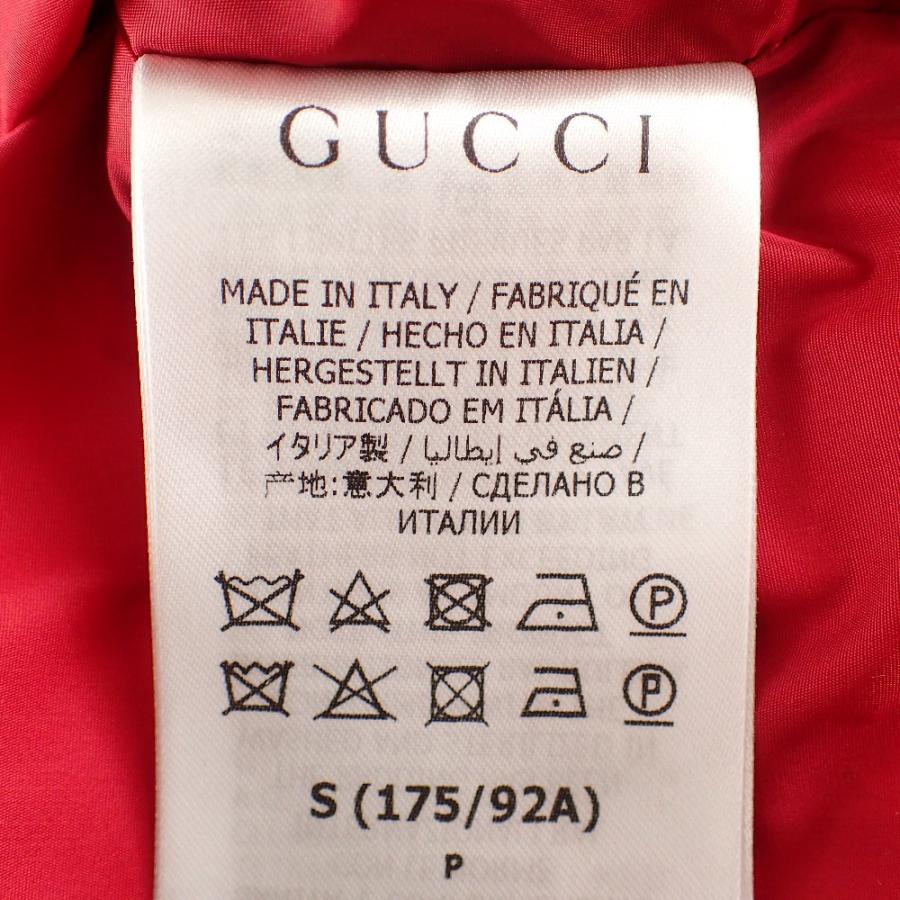 GUCCI
MADE IN ITALY / FABRIQUÉ EN
ITALIE / HECHO EN ITALIA /
HERGESTELLT IN ITALIEN /
FABRICADO EM ITÁLIA /
イタリア製 / صنع في إيطاليا /
产地:意大利 / СДЕЛАНО В
ИТАЛИИ
P
P
S (175/92A)
P